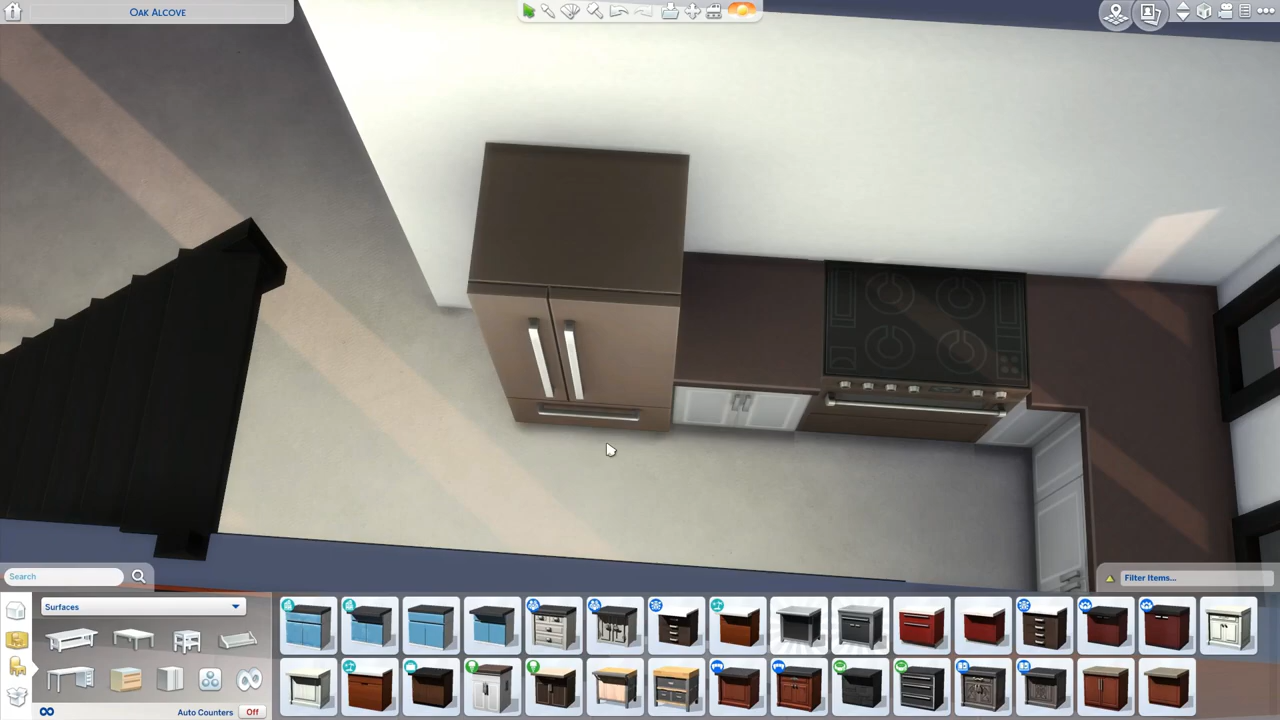 OAK ALCOVE
Search
Filter Items...
Surfaces
Auto Counters Off